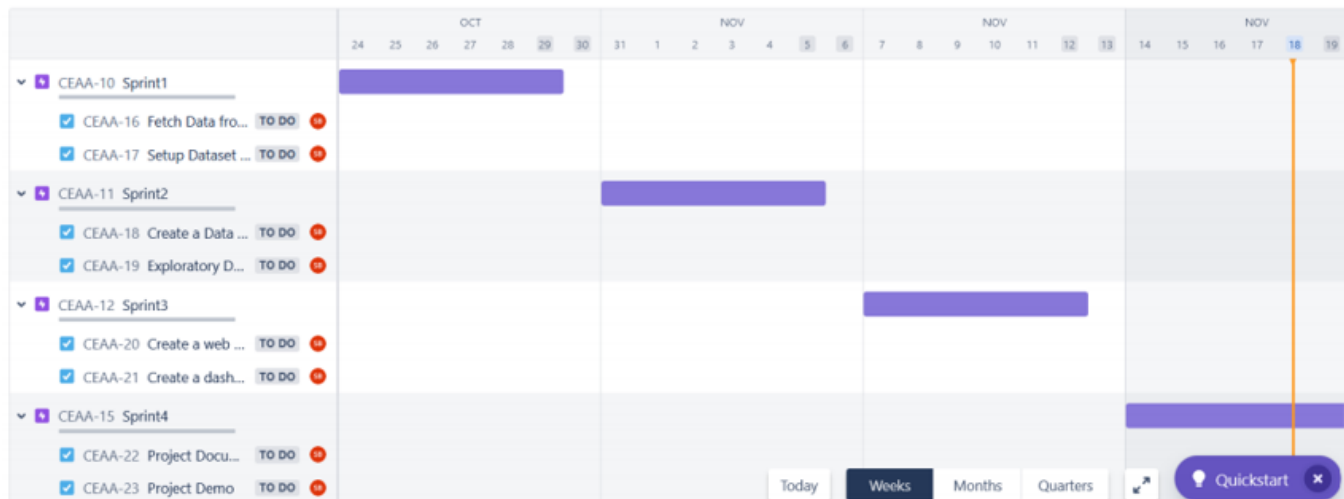 OCT NOV NOV NOV
24 25 26 27 28 29 30 31 1 2 3 4 5 6 7 8 9 10 11 12 13 14 15 16 17 18 19
CEAA-10 Sprint1
CEAA-16 Fetch Data fro... TO DO SB
CEAA-17 Setup Dataset ... TO DO SB
CEAA-11 Sprint2
CEAA-18 Create a Data ... TO DO SB
CEAA-19 Exploratory D... TO DO SB
CEAA-12 Sprint3
CEAA-20 Create a web ... TO DO SB
CEAA-21 Create a dash... TO DO SB
CEAA-15 Sprint4
CEAA-22 Project Docu... TO DO SB
CEAA-23 Project Demo TO DO SB
Today Weeks Months Quarters Quickstart